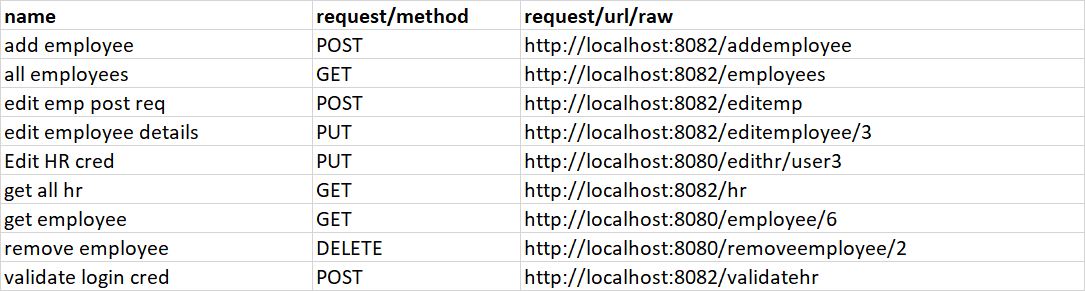 name request/method request/url/raw
add employee POST http://localhost:8082/addemployee
all employees GET http://localhost:8082/employees
edit emp post req POST http://localhost:8082/editemp
edit employee details PUT http://localhost:8082/editemployee/3
Edit HR cred PUT http://localhost:8080/edithr/user3
get all hr GET http://localhost:8082/hr
get employee GET http://localhost:8080/employee/6
remove employee DELETE http://localhost:8080/removeemployee/2
validate login cred POST http://localhost:8082/validatehr